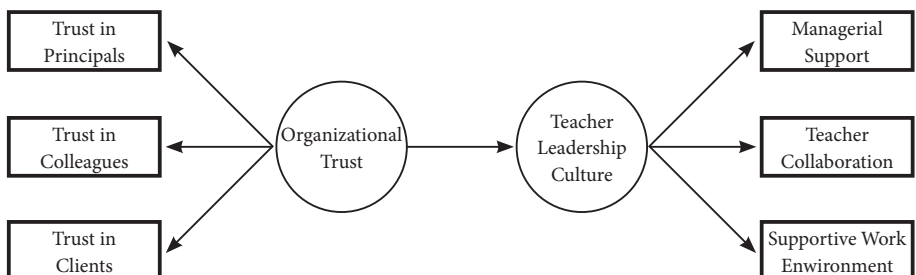 Trust in
Principals
Trust in
Colleagues
Trust in
Clients
Organizational
Trust
Teacher
Leadership
Culture
Managerial
Support
Teacher
Collaboration
Supportive Work
Enwironment